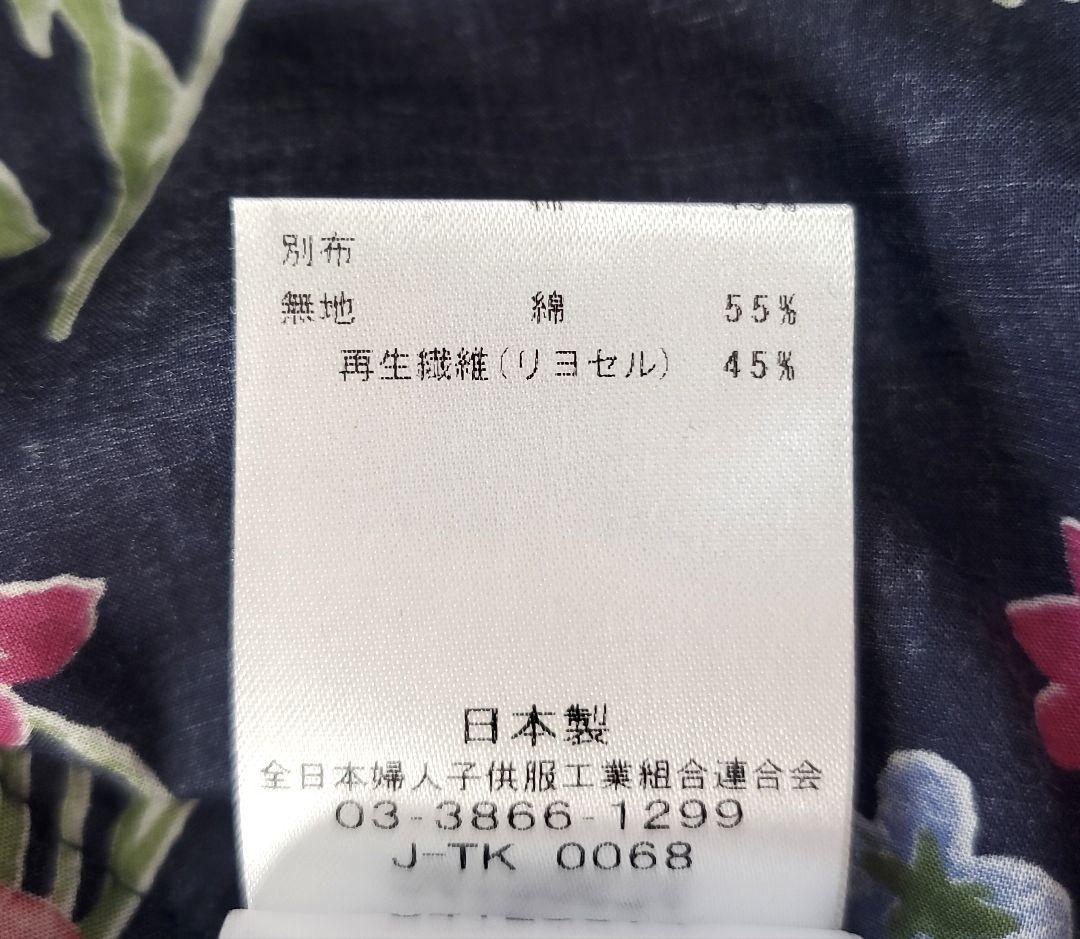 別布
無地 綿 55%
再生繊維(リヨセル) 45%
日本製
全日本婦人子供服工業組合連合会
03-3866-1299
J-TK 0068